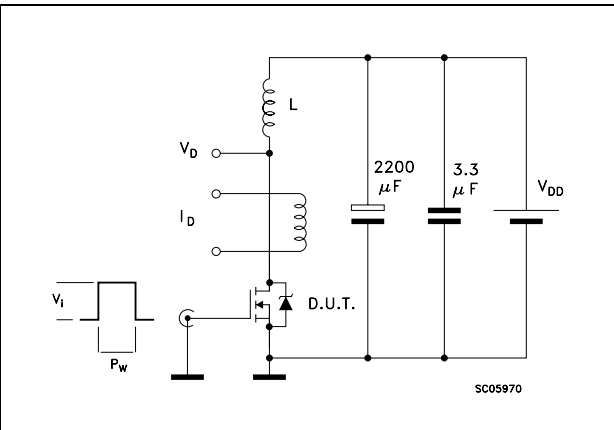 L
V_D
2200
μF
3.3
μF
V_DD
I_D
V_i
D.U.T.
P_W
SC05970